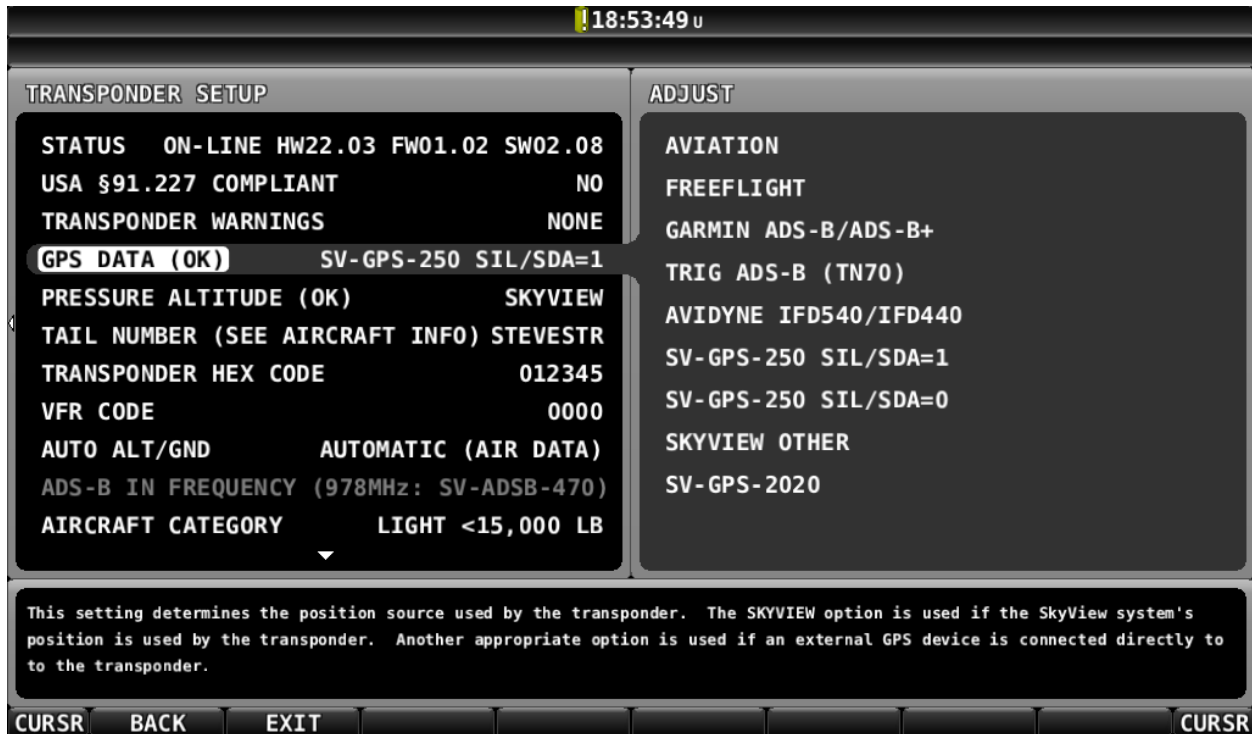 !18:53:49 U
TRANSPONDER SETUP
STATUS ON-LINE HW22.03 FW01.02 SW02.08
USA §91.227 COMPLIANT NO
TRANSPONDER WARNINGS NONE
GPS DATA (OK) SV-GPS-250 SIL/SDA=1
PRESSURE ALTITUDE (OK) SKYVIEW
TAIL NUMBER (SEE AIRCRAFT INFO) STEVESTR
TRANSPONDER HEX CODE 012345
VFR CODE 0000
AUTO ALT/GND AUTOMATIC (AIR DATA)
ADS-B IN FREQUENCY (978MHz: SV-ADSB-470)
AIRCRAFT CATEGORY LIGHT <15,000 LB
ADJUST
AVIATION
FREEFLIGHT
GARMIN ADS-B/ADS-B+
TRIG ADS-B (TN70)
AVIDYNE IFD540/IFD440
SV-GPS-250 SIL/SDA=1
SV-GPS-250 SIL/SDA=0
SKYVIEW OTHER
SV-GPS-2020
This setting determines the position source used by the transponder. The SKYVIEW option is used if the SkyView system's
position is used by the transponder. Another appropriate option is used if an external GPS device is connected directly to
to the transponder.
CURSR BACK EXIT CURSR